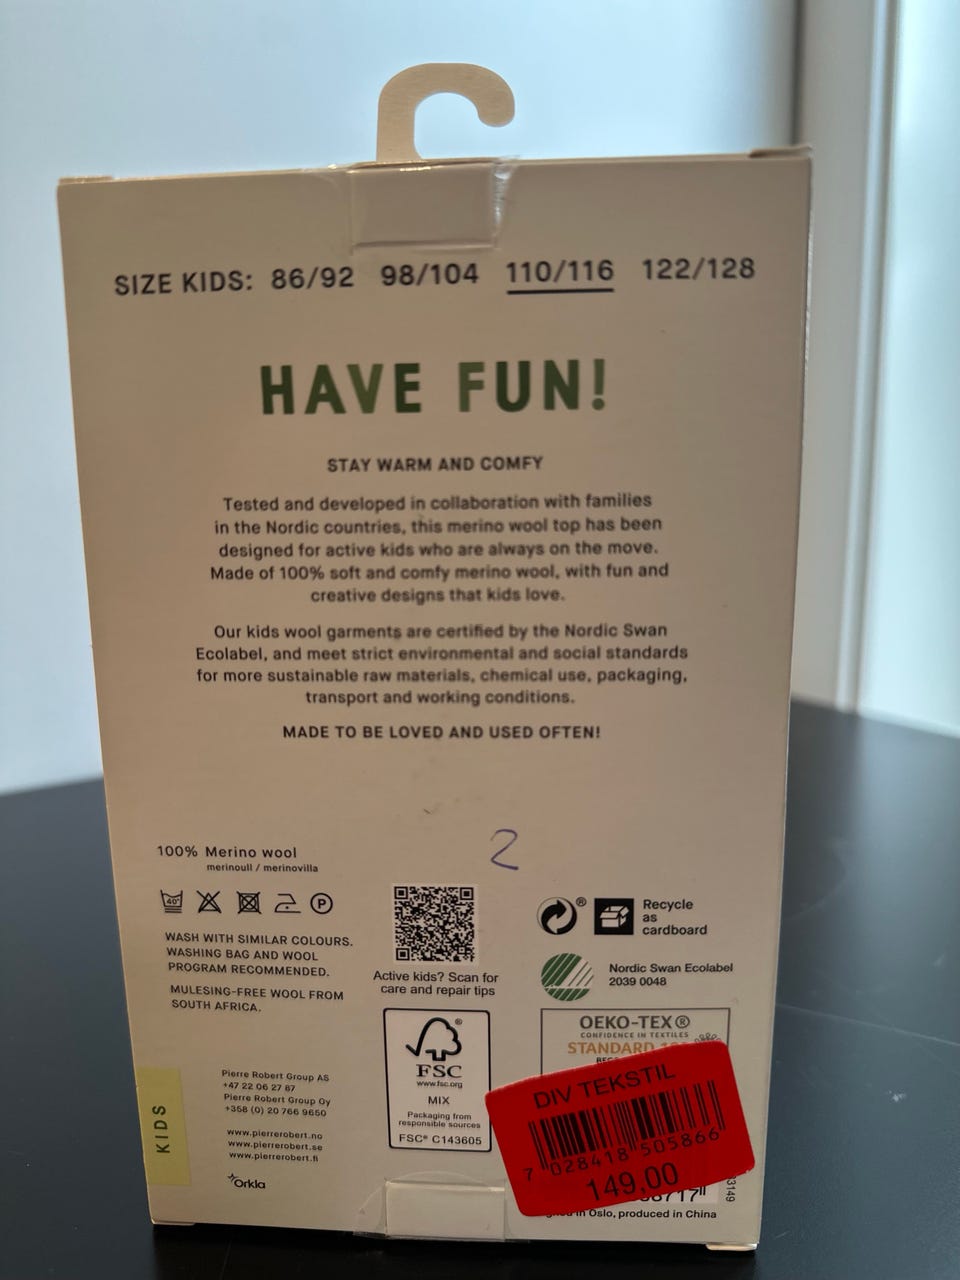 SIZE KIDS: 86/92 98/104 110/116 122/128
HAVE FUN!
STAY WARM AND COMFY
Tested and developed in collaboration with families
in the Nordic countries, this merino wool top has been
designed for active kids who are always on the move.
Made of 100% soft and comfy merino wool, with fun and
creative designs that kids love.
Our kids wool garments are certified by the Nordic Swan
Ecolabel, and meet strict environmental and social standards
for more sustainable raw materials, chemical use, packaging,
transport and working conditions.
MADE TO BE LOVED AND USED OFTEN!
2
100% Merino wool
merinoull / merinovilla
40°
P
WASH WITH SIMILAR COLOURS.
WASHING BAG AND WOOL
PROGRAM RECOMMENDED.
MULESING-FREE WOOL FROM
SOUTH AFRICA.
Active kids? Scan for
care and repair tips
®
Recycle
as
cardboard
Nordic Swan Ecolabel
2039 0048
OEKO-TEX®
CONFIDENCE IN TEXTILES
STANDARD
FSC
www.fsc.org
MIX
Packaging from
responsible sources
FSC® C143605
KIDS
Pierre Robert Group AS
+47 22 06 27 87
Pierre Robert Group Oy
+358 (0) 20 766 9650
www.pierrerobert.no
www.pierrerobert.se
www.pierrerobert.fi
Orkla
DIV TEKSTIL
7 028418 505866
149,00
8717
3149
in Oslo, produced in China